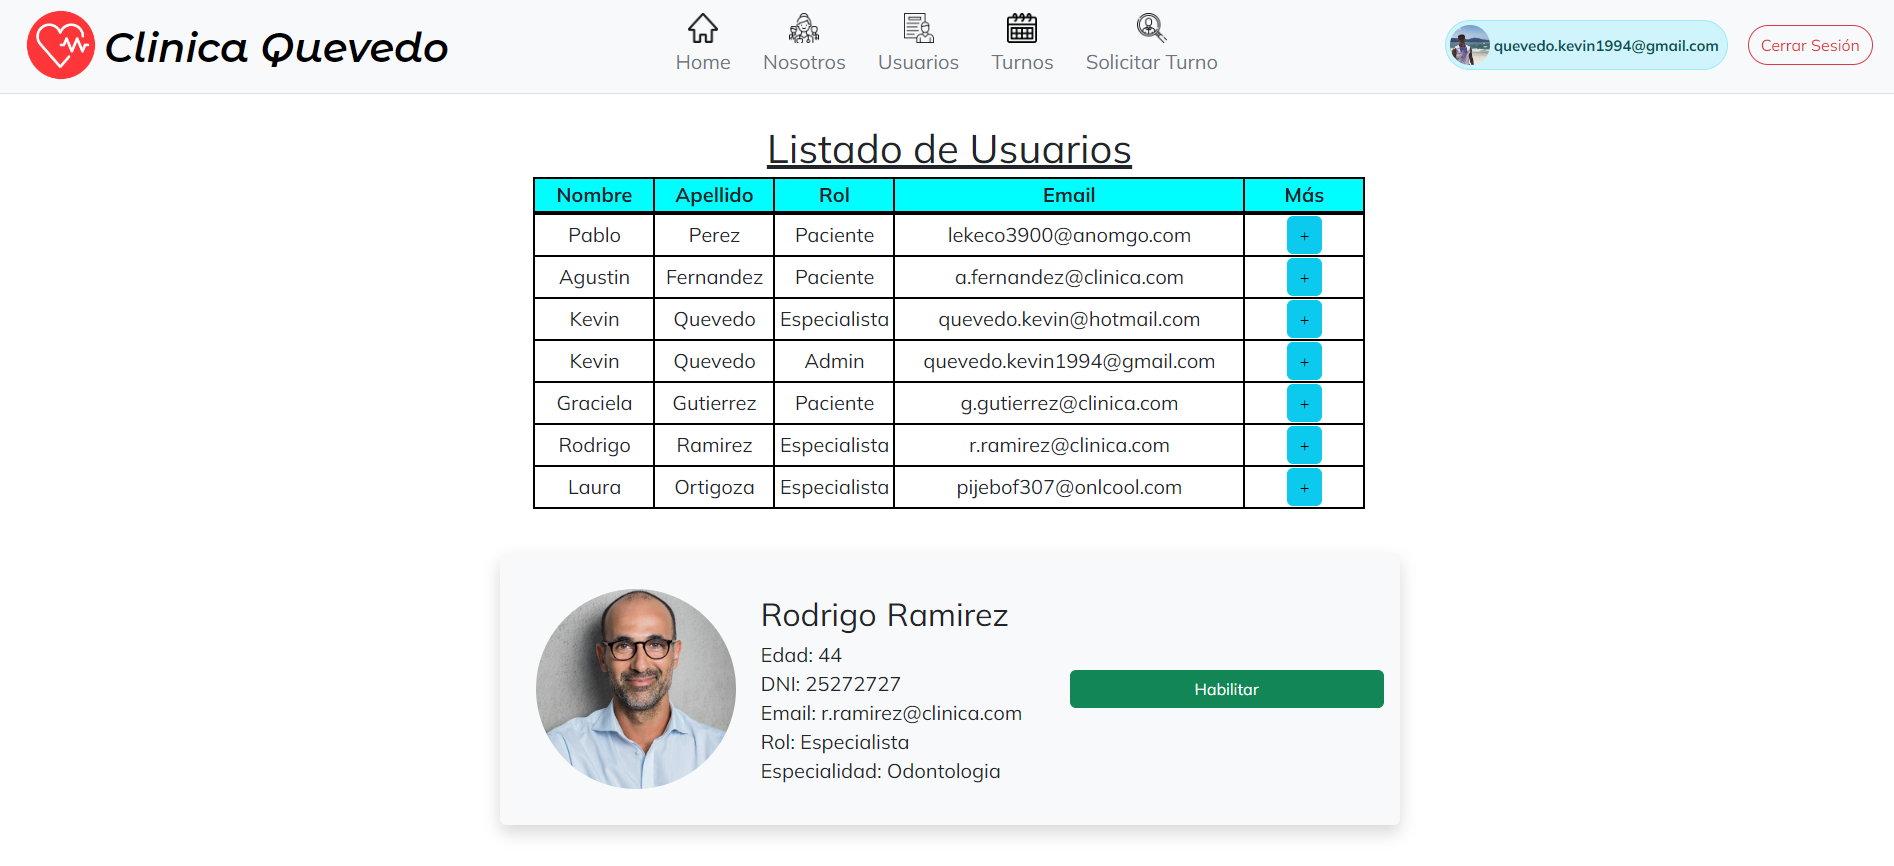 Clinica Quevedo
Home Nosotros Usuarios Turnos Solicitar Turno
quevedo.kevin1994@gmail.com
Cerrar Sesión
Listado de Usuarios
Nombre Apellido Rol Email Más
Pablo Perez Paciente lekeco3900@anomgo.com +
Agustin Fernandez Paciente a.fernandez@clinica.com +
Kevin Quevedo Especialista quevedo.kevin@hotmail.com +
Kevin Quevedo Admin quevedo.kevin1994@gmail.com +
Graciela Gutierrez Paciente g.gutierrez@clinica.com +
Rodrigo Ramirez Especialista r.ramirez@clinica.com +
Laura Ortigoza Especialista pijebof307@onlcool.com +
Rodrigo Ramirez
Edad: 44
DNI: 25272727
Email: r.ramirez@clinica.com
Rol: Especialista
Especialidad: Odontologia
Habilitar